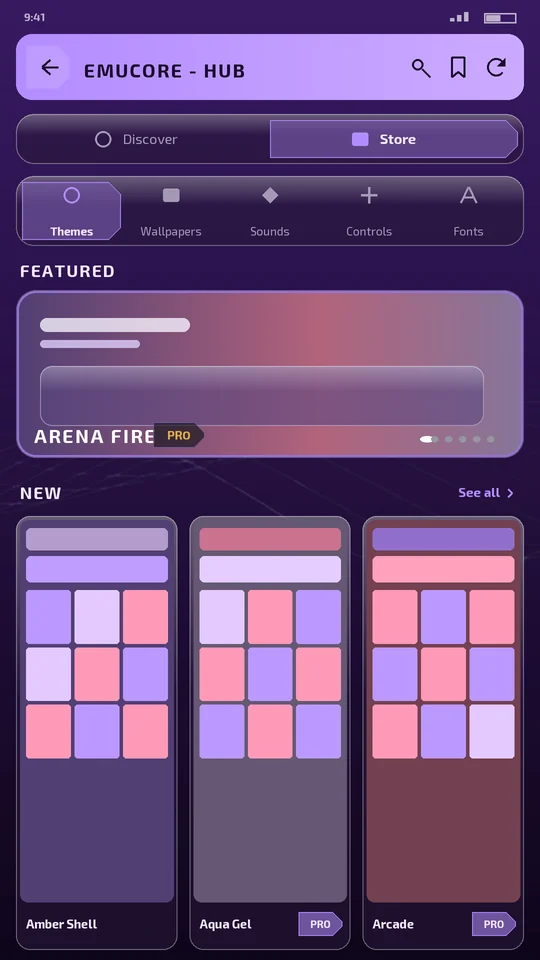 9:41
EMUCORE - HUB
Discover
Store
Themes
Wallpapers
Sounds
Controls
Fonts
FEATURED
ARENA FIRE
PRO
NEW
See all
Amber Shell
Aqua Gel
PRO
Arcade
PRO